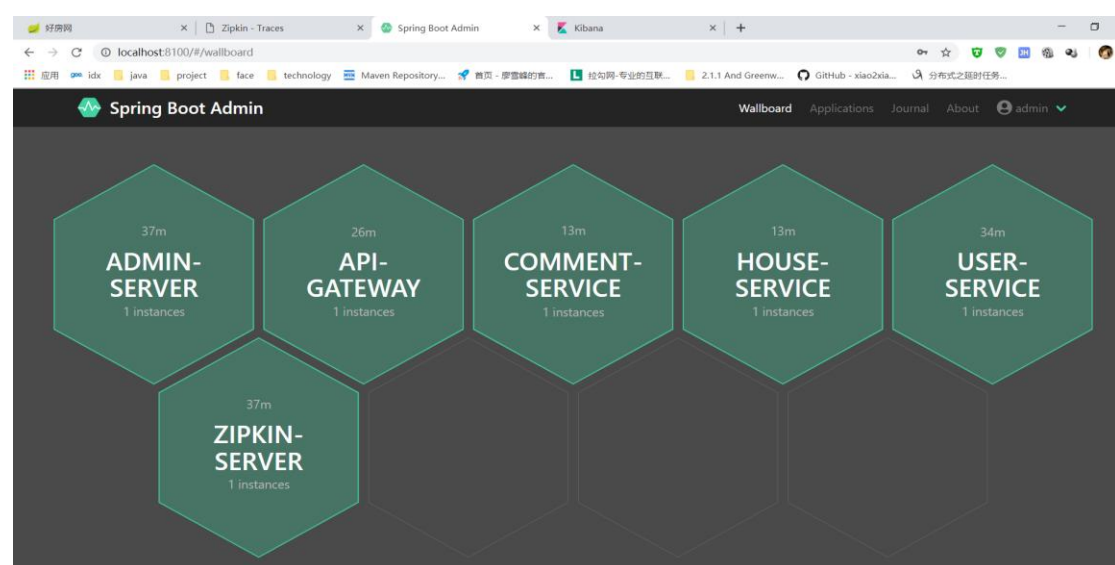 好房网
Zipkin - Traces
Spring Boot Admin
Kibana
localhost:8100/#/wallboard
应用
idx
java
project
face
technology
Maven Repository...
首页 - 廖雪峰的官...
拉勾网-专业的互联...
2.1.1 And Greenw...
GitHub - xiao2xia...
分布式之延时任务...
Spring Boot Admin
Wallboard
Applications
Journal
About
admin
37m
ADMIN-
SERVER
1 instances
26m
API-
GATEWAY
1 instances
13m
COMMENT-
SERVICE
1 instances
13m
HOUSE-
SERVICE
1 instances
34m
USER-
SERVICE
1 instances
37m
ZIPKIN-
SERVER
1 instances